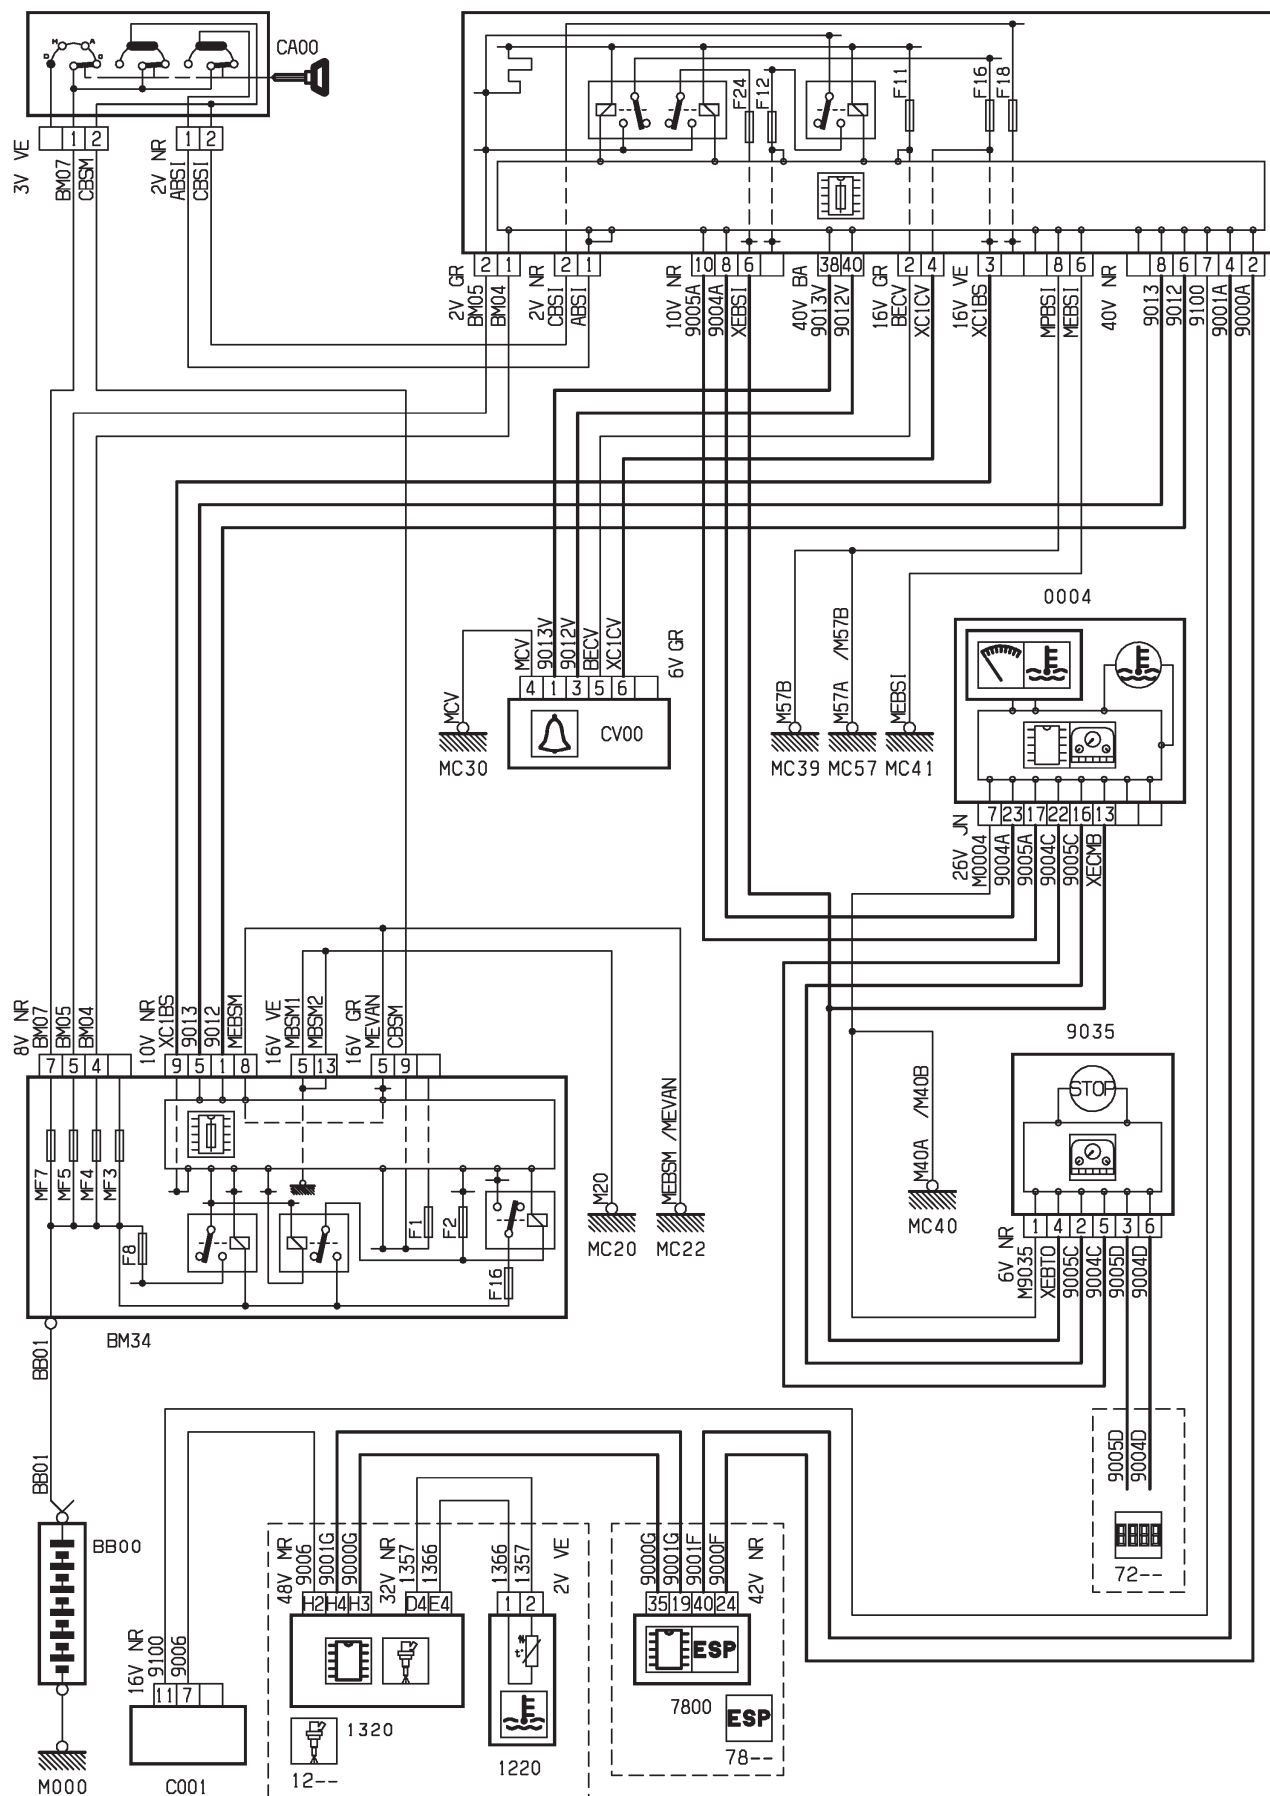 CA00
H
A
D
3V VE
1
2
BM07
CBSM
2V NR
1
2
ABSI
CBSI
F24
F12
F11
F16
F18
2V GR
2
1
BM05
BM04
2V NR
2
1
CBSI
ABSI
10V NR
10
8
6
9005A
9004A
XEBSI
40V BA
38
40
9013V
9012V
16V GR
2
4
BECV
XC1CV
16V VE
3
XC1BS
8
6
MPBSI
MEBSI
40V NR
8
6
7
4
2
9013
9012
9100
9001A
9000A
MCV
MC30
MCV
9013V
9012V
BECV
XC1CV
6V GR
4
1
3
5
6
CV00
M57B
M57A /M57B
MEBSI
MC39
MC57
MC41
0004
26V JN
7
23
17
22
16
13
M0004
9004A
9005A
9004C
9005C
XECMB
8V NR
BM07
BM05
BM04
7
5
4
10V NR
XC1BS
9013
9012
MEBSM
9
5
1
8
16V VE
MBSM1
MBSM2
5
13
16V GR
MEVAN
CBSM
5
9
MF7
MF5
MF4
MF3
F8
F1
F2
F16
BM34
M20
MC20
MEBSM /MEVAN
MC22
M40A /M40B
MC40
9035
STOP
6V NR
1
4
2
5
3
6
M9035
XEBTO
9005C
9004C
9005D
9004D
9005D
9004D
72--
BB01
BB01
BB00
M000
16V NR
9100
9006
11
7
C001
48V MR
9006
9001G
9000G
H2
H4
H3
32V NR
1357
1366
D4
E4
1320
12--
1366
1357
2V VE
1
2
t°
1220
9000G
9001G
9001F
9000F
42V NR
35
19
40
24
ESP
7800
ESP
78--